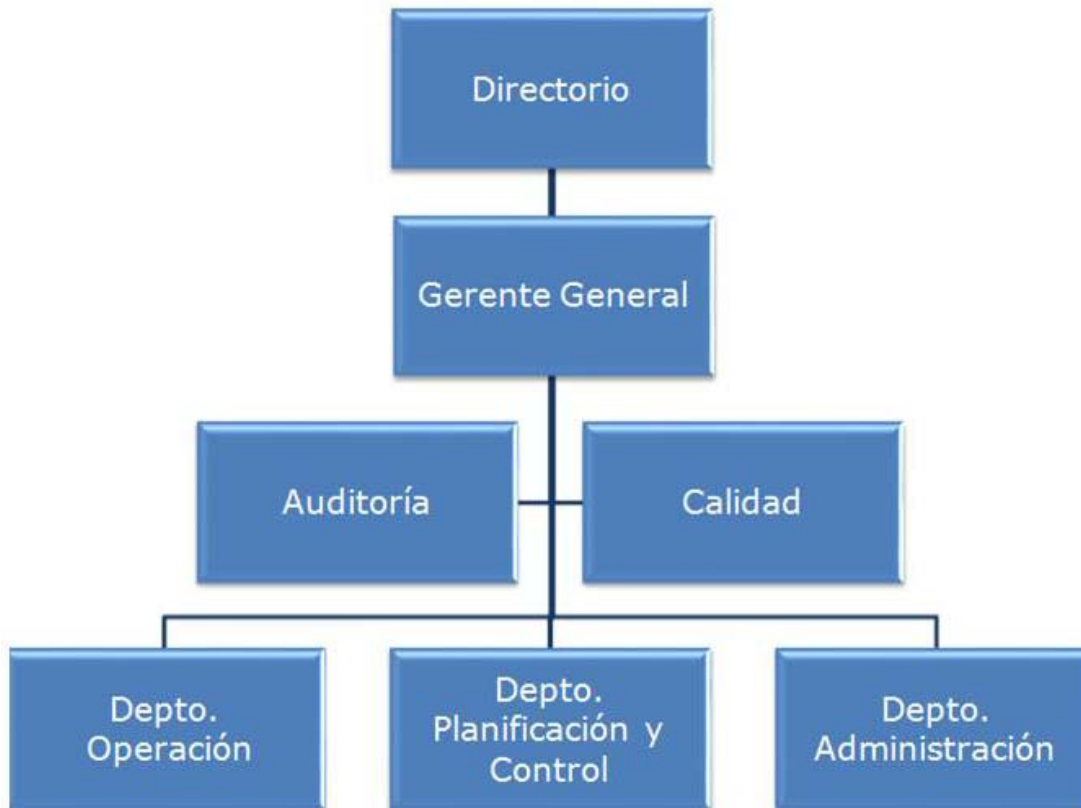 Directorio
Gerente General
Auditoría
Calidad
Depto.
Operación
Depto.
Planificación y
Control
Depto.
Administración